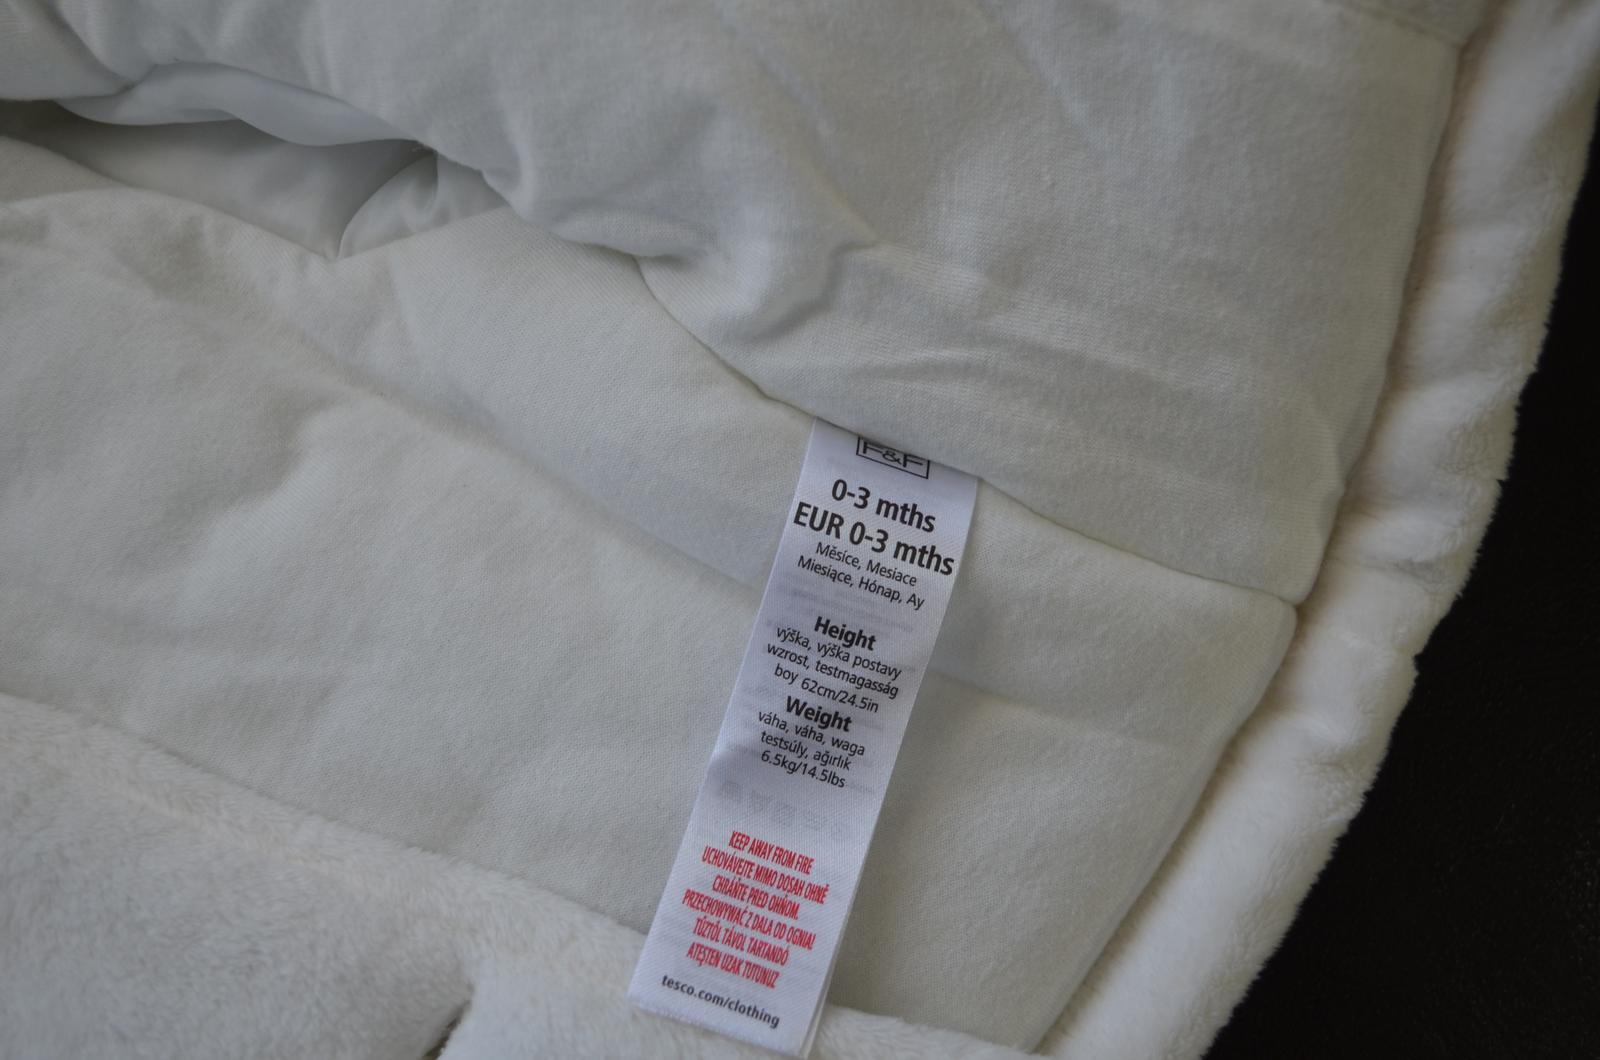 F&F
0-3 mths
EUR 0-3 mths
Měsíce, Mesiace
Miesiące, Hónap, Ay
Height
výška, výška postavy
wzrost, testmagasság
boy 62cm/24.5in
Weight
váha, váha, waga
testsúly, ağırlık
6.5kg/14.5lbs
KEEP AWAY FROM FIRE
UCHOVÁVEJTE MIMO DOSAH OHNĚ
CHRÁŇTE PRED OHŇOM.
PRZECHOWYWAĆ Z DALA OD OGNIA!
TŰZTŐL TÁVOL TARTANDÓ
ATEŞTEN UZAK TUTUNUZ
tesco.com/clothing